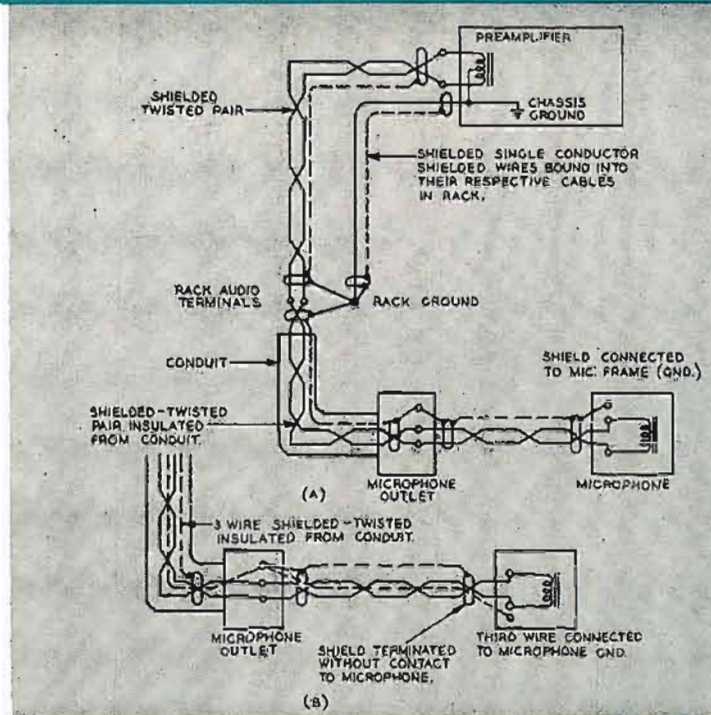 PREAMPLIFIER
SHIELDED
TWISTED PAIR
CHASSIS
GROUND
SHIELDED SINGLE CONDUCTOR
SHIELDED WIRES BOUND INTO
THEIR RESPECTIVE CABLES
IN RACK.
RACK AUDIO
TERMINALS
RACK GROUND
CONDUIT
SHIELD CONNECTED
TO MIC. FRAME (GND.)
SHIELDED-TWISTED
PAIR INSULATED
FROM CONDUIT.
MICROPHONE
OUTLET
MICROPHONE
(A)
3 WIRE SHIELDED-TWISTED
INSULATED FROM CONDUIT.
MICROPHONE
OUTLET
SHIELD TERMINATED
WITHOUT CONTACT
TO MICROPHONE.
THIRD WIRE CONNECTED
TO MICROPHONE GND.
(B)